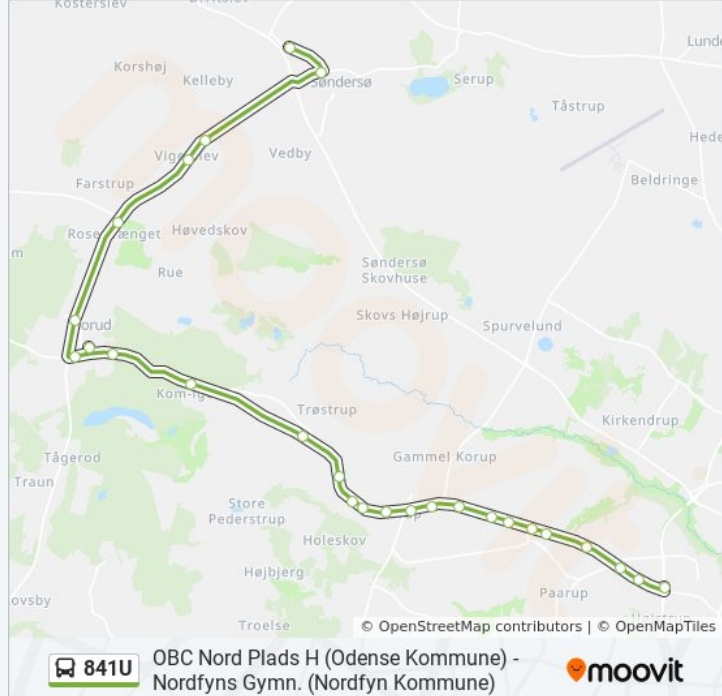 Kosterslev
Korshøj
Kelleby
Søndersø
Serup
Lunde
Tåstrup
Vedby
Farstrup
Beldringe
Høvedskov
Rue
Søndersø
Skovhuse
Skovs Højrup
Spurvelund
Trøstrup
Kirkendrup
Tågerod
Gammel Korup
Traun
Store
Pederstrup
Holeskov
Højbjerg
Paarup
ovsby
Troelse
© OpenStreetMap contributors | © OpenMapTiles
841U
OBC Nord Plads H (Odense Kommune) -
Nordfyns Gymn. (Nordfyn Kommune)
moovit